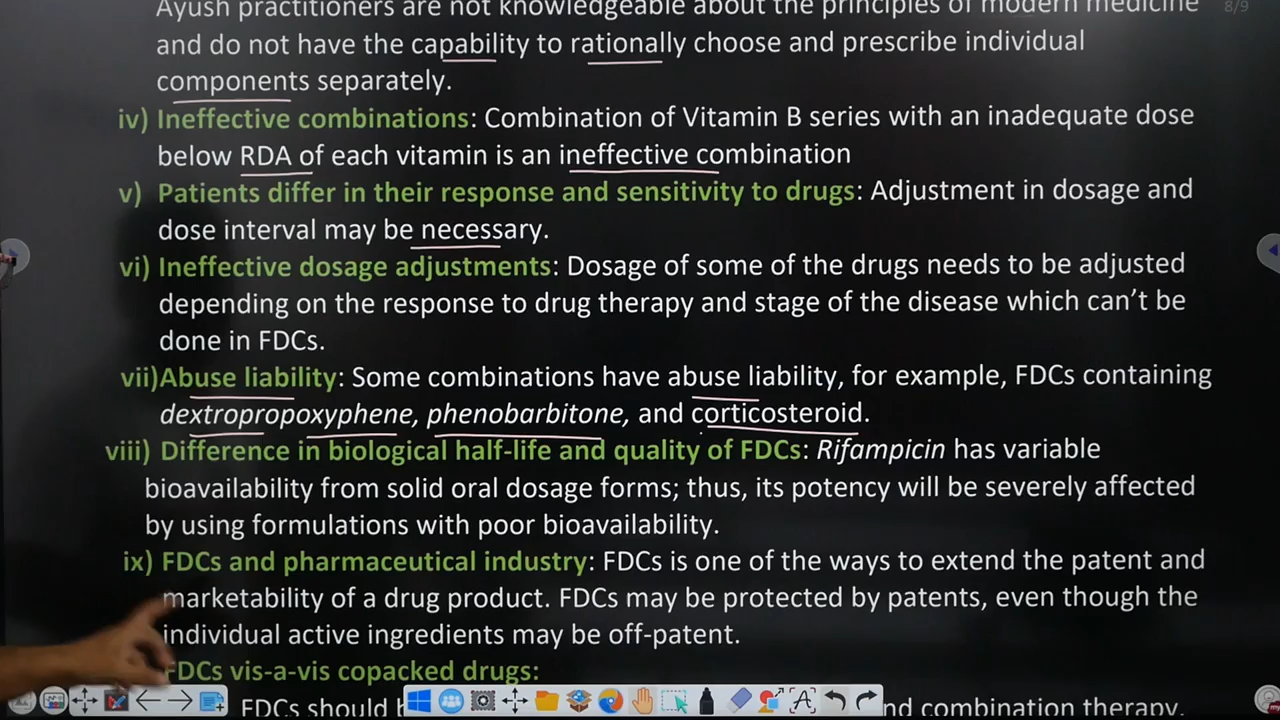 Ayush practitioners are not knowledgeable about the principles of modern medicine
8/9
and do not have the capability to rationally choose and prescribe individual
components separately.
iv) Ineffective combinations: Combination of Vitamin B series with an inadequate dose
below RDA of each vitamin is an ineffective combination
v) Patients differ in their response and sensitivity to drugs: Adjustment in dosage and
dose interval may be necessary.
vi) Ineffective dosage adjustments: Dosage of some of the drugs needs to be adjusted
depending on the response to drug therapy and stage of the disease which can’t be
done in FDCs.
vii)Abuse liability: Some combinations have abuse liability, for example, FDCs containing
dextropropoxyphene, phenobarbitone, and corticosteroid.
viii) Difference in biological half-life and quality of FDCs: Rifampicin has variable
bioavailability from solid oral dosage forms; thus, its potency will be severely affected
by using formulations with poor bioavailability.
ix) FDCs and pharmaceutical industry: FDCs is one of the ways to extend the patent and
marketability of a drug product. FDCs may be protected by patents, even though the
individual active ingredients may be off-patent.
FDCs vis-a-vis copacked drugs:
FDCs should nd combination therapy.